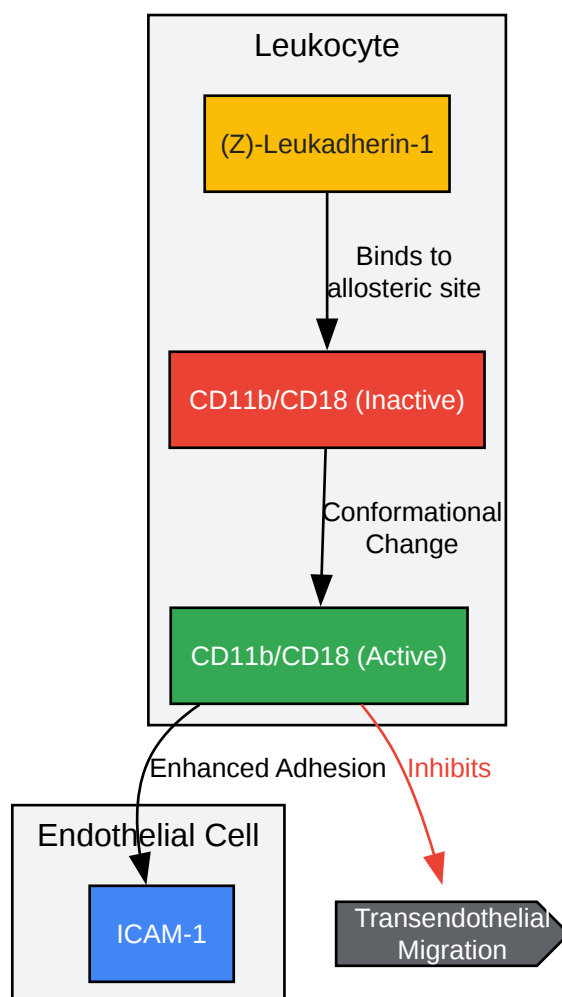 Leukocyte
(Z)-Leukadherin-1
Binds to
allosteric site
CD11b/CD18 (Inactive)
Conformational
Change
CD11b/CD18 (Active)
Enhanced Adhesion
Inhibits
Endothelial Cell
ICAM-1
Transendothelial
Migration